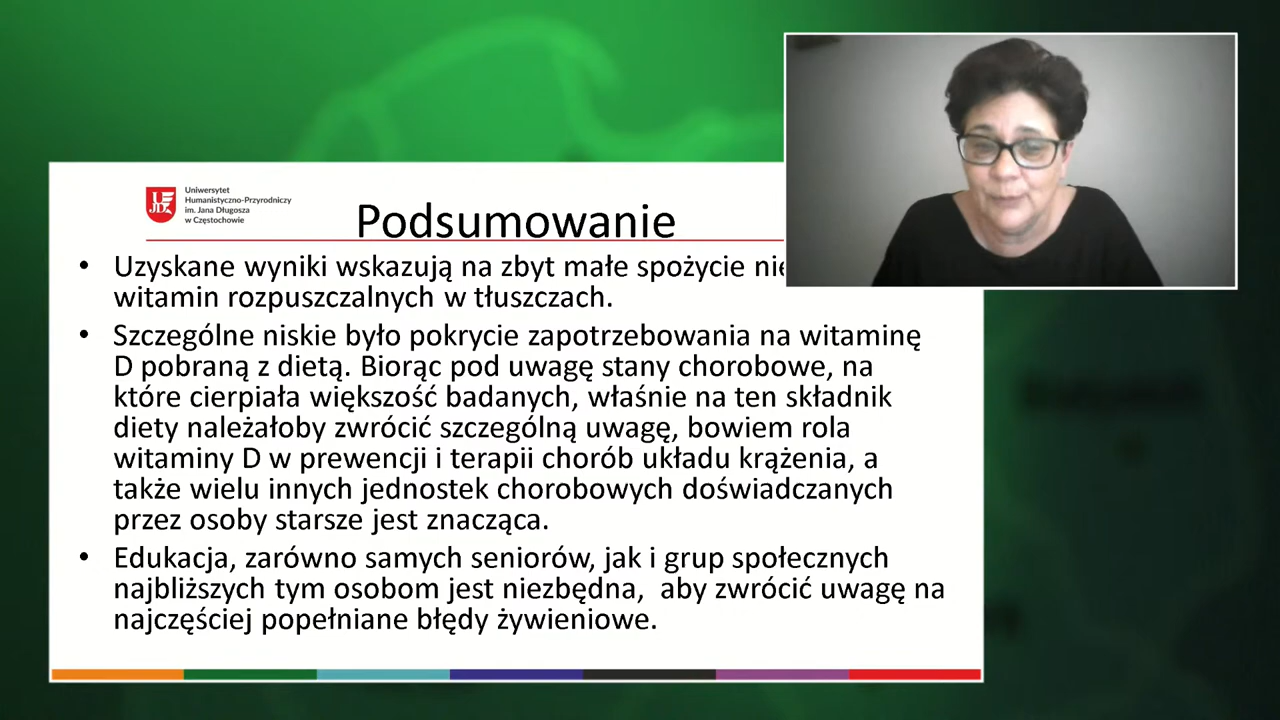 Uniwersytet
Humanistyczno-Przyrodniczy
im. Jana Długosza
w Częstochowie
Podsumowanie
• Uzyskane wyniki wskazują na zbyt małe spożycie
witamin rozpuszczalnych w tłuszczach.
• Szczególne niskie było pokrycie zapotrzebowania na witaminę
D pobraną z dietą. Biorąc pod uwagę stany chorobowe, na
które cierpiała większość badanych, właśnie na ten składnik
diety należałoby zwrócić szczególną uwagę, bowiem rola
witaminy D w prewencji i terapii chorób układu krążenia, a
także wielu innych jednostek chorobowych doświadczanych
przez osoby starsze jest znacząca.
• Edukacja, zarówno samych seniorów, jak i grup społecznych
najbliższych tym osobom jest niezbędna,  aby zwrócić uwagę na
najczęściej popełniane błędy żywieniowe.